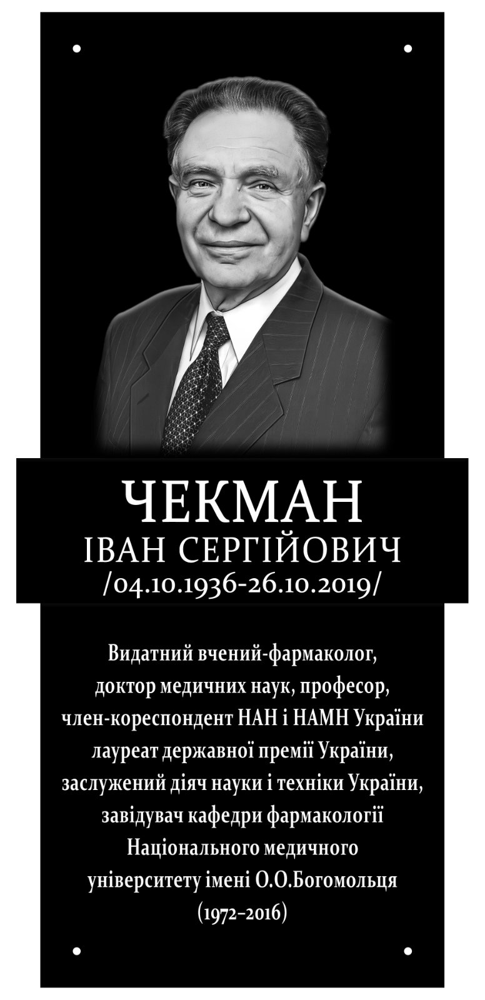 ЧЕКМАН
ІВАН СЕРГІЙОВИЧ
/04.10.1936-26.10.2019/
Видатний вчений-фармаколог,
доктор медичних наук, професор,
член-кореспондент НАН і НАМН України
лауреат державної премії України,
заслужений діяч науки і техніки України,
завідувач кафедри фармакології
Національного медичного
університету імені О.О.Богомольця
(1972–2016)